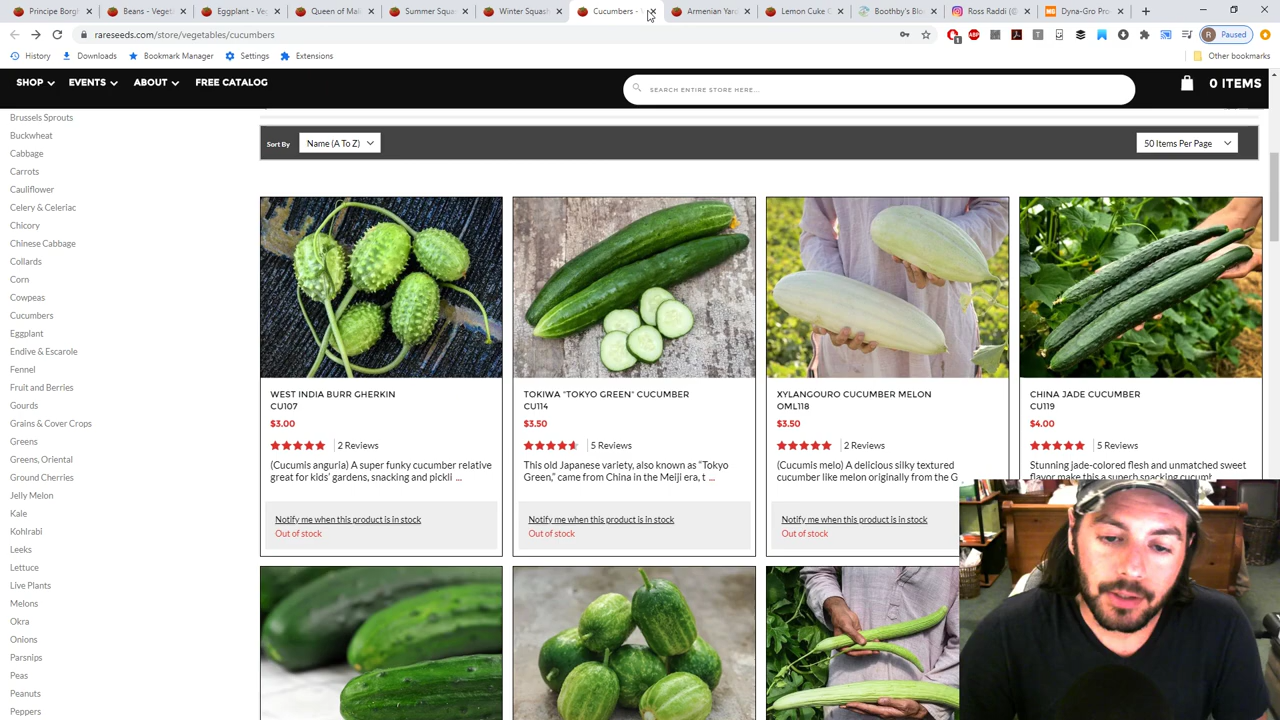 Principe Borgh
Beans - Veget
Eggplant - Ve
Queen of Mal
Summer Squa
Winter Squash
Cucumbers -
Armenian Yar
Lemon Cuke G
Boothby's Blo
Ross Raddi (@
Dyna-Gro Pro
rareseeds.com/store/vegetables/cucumbers
Paused
History
Downloads
Bookmark Manager
Settings
Extensions
Other bookmarks
SHOP
EVENTS
ABOUT
FREE CATALOG
SEARCH ENTIRE STORE HERE...
0 ITEMS
Brussels Sprouts
Buckwheat
Cabbage
Carrots
Cauliflower
Celery & Celeriac
Chicory
Chinese Cabbage
Collards
Corn
Cowpeas
Cucumbers
Eggplant
Endive & Escarole
Fennel
Fruit and Berries
Gourds
Grains & Cover Crops
Greens
Greens, Oriental
Ground Cherries
Jelly Melon
Kale
Kohlrabi
Leeks
Lettuce
Live Plants
Melons
Okra
Onions
Parsnips
Peas
Peanuts
Peppers
Sort By
Name (A To Z)
50 Items Per Page
WEST INDIA BURR GHERKIN
CU107
$3.00
2 Reviews
(Cucumis anguria) A super funky cucumber relative
great for kids' gardens, snacking and pickli ...
Notify me when this product is in stock
Out of stock
TOKIWA "TOKYO GREEN" CUCUMBER
CU114
$3.50
5 Reviews
This old Japanese variety, also known as "Tokyo
Green," came from China in the Meiji era, t ...
Notify me when this product is in stock
Out of stock
XYLANGOURO CUCUMBER MELON
OML118
$3.50
2 Reviews
(Cucumis melo) A delicious silky textured
cucumber like melon originally from the G
Notify me when this product is in stock
Out of stock
CHINA JADE CUCUMBER
CU119
$4.00
5 Reviews
Stunning jade-colored flesh and unmatched sweet
flavor make this a superb snacking cucumb